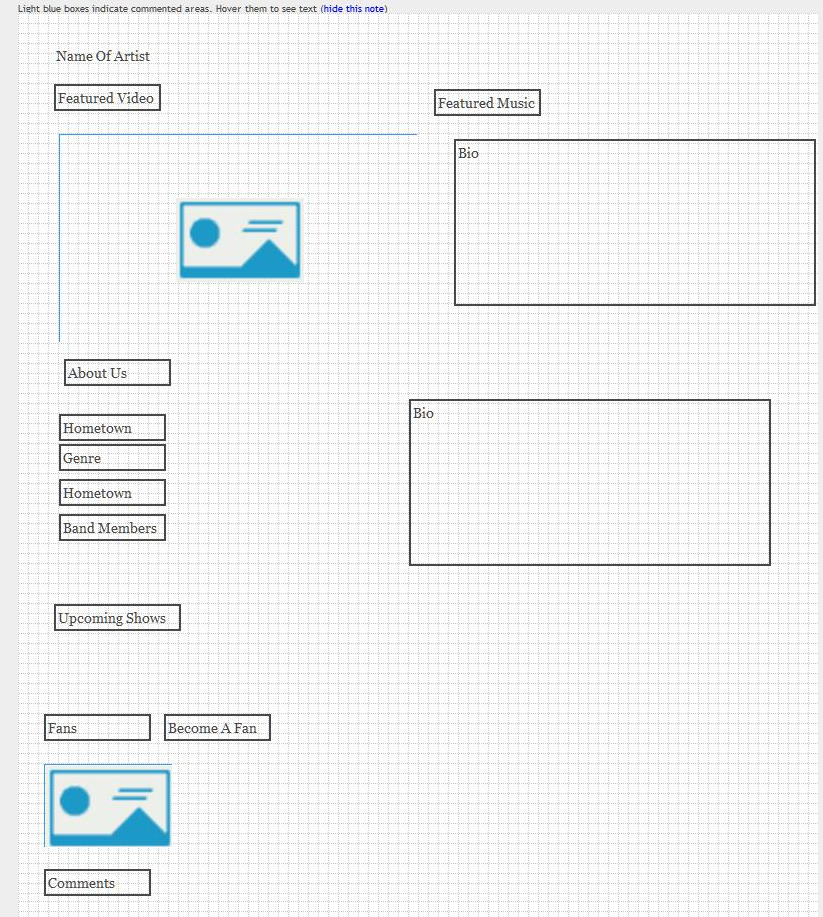 Light blue boxes indicate commented areas. Hover them to see text (hide this note)
Name Of Artist
Featured Video
Featured Music
Bio
About Us
Bio
Hometown
Genre
Hometown
Band Members
Upcoming Shows
Fans
Become A Fan
Comments